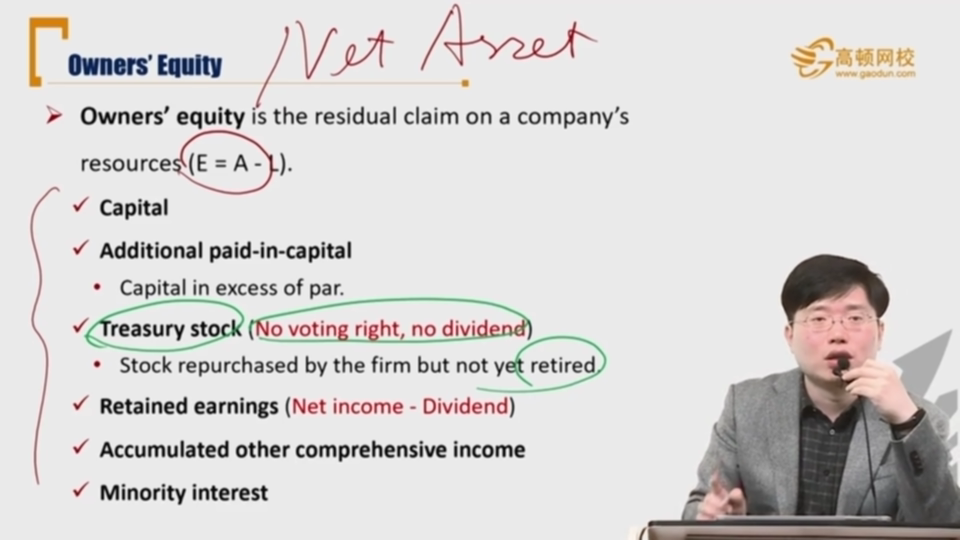 Net Asset
Owners' Equity
高顿网校
www.gaodun.com
➤ Owners' equity is the residual claim on a company's
resources (E = A - L).
✓ Capital
✓ Additional paid-in-capital
• Capital in excess of par.
✓ Treasury stock (No voting right, no dividend)
• Stock repurchased by the firm but not yet retired.
✓ Retained earnings (Net income - Dividend)
✓ Accumulated other comprehensive income
✓ Minority interest